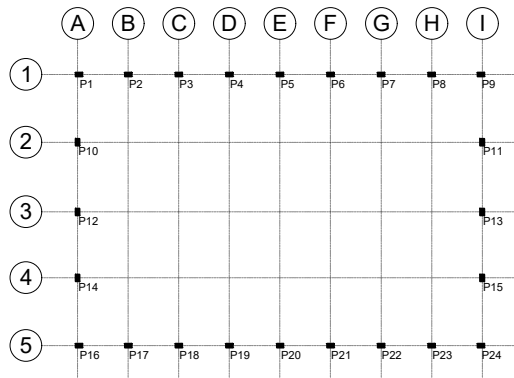 A B C D E F G H I
1 P1 P2 P3 P4 P5 P6 P7 P8 P9
2 P10 P11
3 P12 P13
4 P14 P15
5 P16 P17 P18 P19 P20 P21 P22 P23 P24